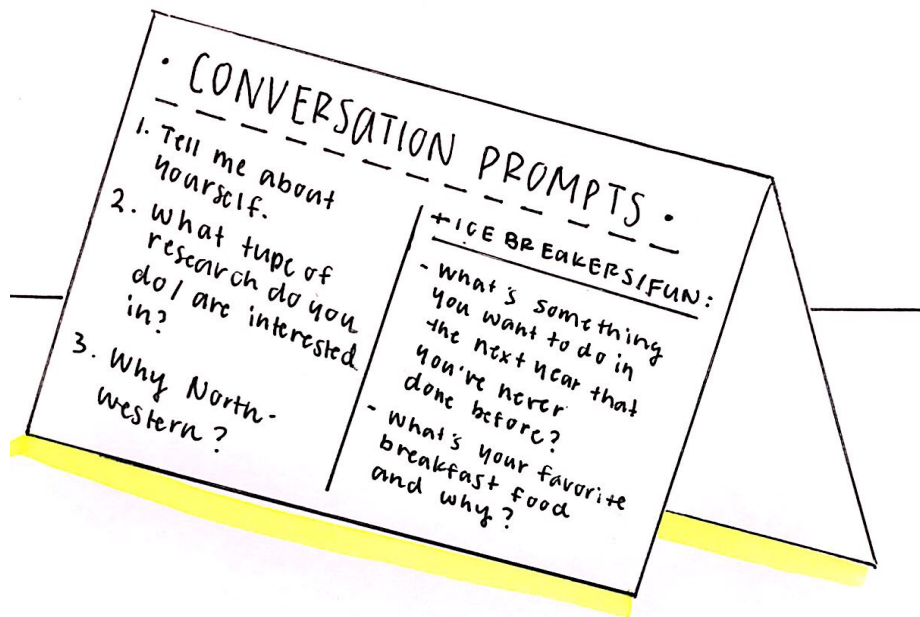 • CONVERSATION PROMPTS •
1. Tell me about
yourself.
2. What type of
research do you
do/are interested
in?
3. Why North-
western?
+ICE BREAKERS/FUN:
- What's something
you want to do in
the next year that
you've never
done before?
- What's your favorite
breakfast food
and why?